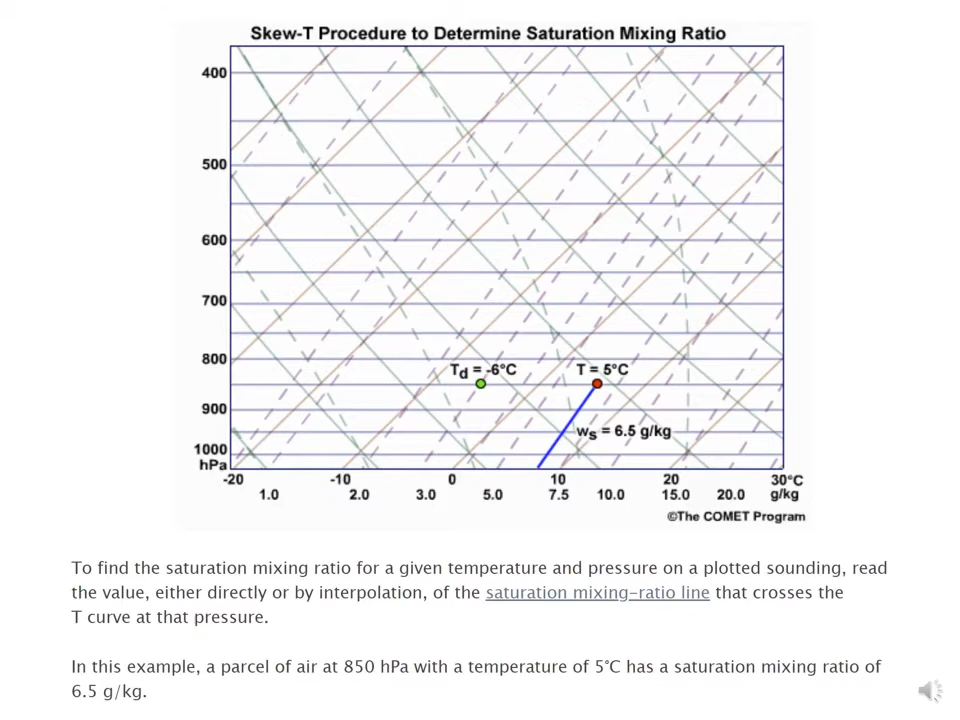 Skew-T Procedure to Determine Saturation Mixing Ratio
400
500
600
700
800
Td = -6°C T = 5°C
900
ws = 6.5 g/kg
1000
hPa
-20 -10 0 10 20 30°C
1.0 2.0 3.0 5.0 7.5 10.0 15.0 20.0 g/kg
©The COMET Program
To find the saturation mixing ratio for a given temperature and pressure on a plotted sounding, read
the value, either directly or by interpolation, of the saturation mixing-ratio line that crosses the
T curve at that pressure.
In this example, a parcel of air at 850 hPa with a temperature of 5°C has a saturation mixing ratio of
6.5 g/kg.